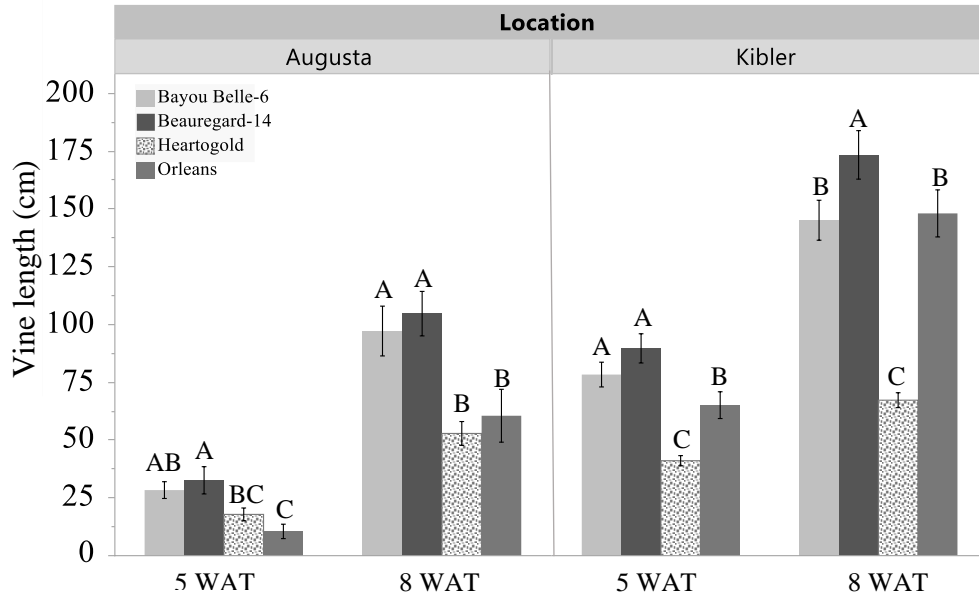 Location
Augusta Kibler
Vine length (cm)
200
175
150
125
100
75
50
25
0
Bayou Belle-6
Beauregard-14
Heartogold
Orleans
AB A BC C
A A B B
A A C B
B A C B
5 WAT 8 WAT 5 WAT 8 WAT